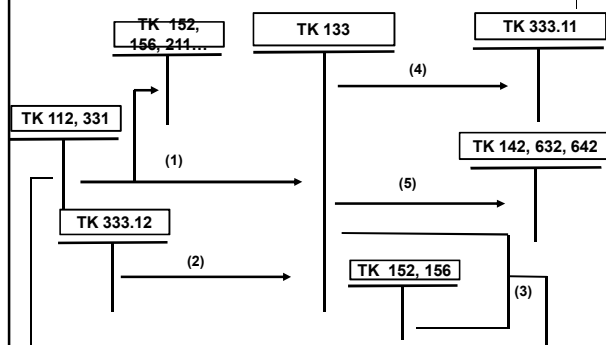 TK 152,
156, 211...
TK 133
TK 333.11
(4)
TK 112, 331
TK 142, 632, 642
(1)
(5)
TK 333.12
(2)
TK 152, 156
(3)